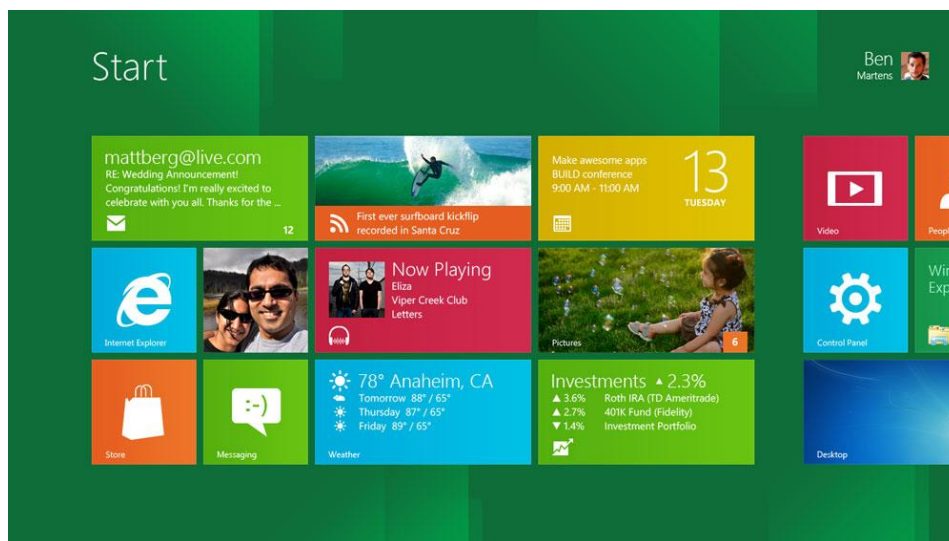 Start
Ben
Martens
mattberg@live.com
RE: Wedding Announcement!
Congratulations! I'm really excited to
celebrate with you all. Thanks for the ...
12
First ever surfboard kickflip
recorded in Santa Cruz
Make awesome apps
BUILD conference
9:00 AM - 11:00 AM
13
TUESDAY
Video
Peopl
Internet Explorer
Now Playing
Eliza
Viper Creek Club
Letters
Pictures
6
Control Panel
Win
Exp
Store
Messaging
78° Anaheim, CA
Tomorrow 88° / 65°
Thursday 87° / 65°
Friday 89° / 65°
Weather
Investments ▲ 2.3%
▲ 3.6% Roth IRA (TD Ameritrade)
▲ 2.7% 401K Fund (Fidelity)
▼ 1.4% Investment Portfolio
Desktop